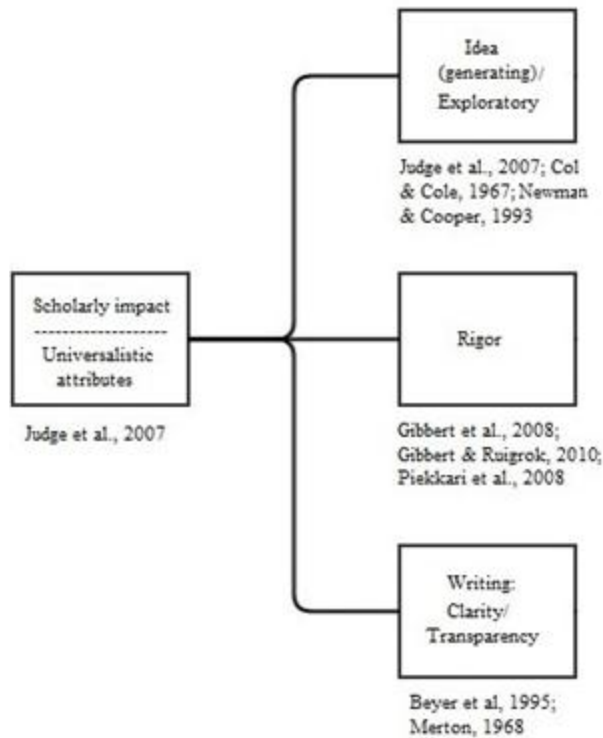 Idea
(generating)/
Exploratory
Judge et al., 2007; Col
& Cole, 1967; Newman
& Cooper, 1993
Scholarly impact
-------------------
Universalistic
attributes
Judge et al., 2007
Rigor
Gibbert et al., 2008;
Gibbert & Ruigrok, 2010;
Piekkari et al., 2008
Writing:
Clarity/
Transparency
Beyer et al, 1995;
Merton, 1968